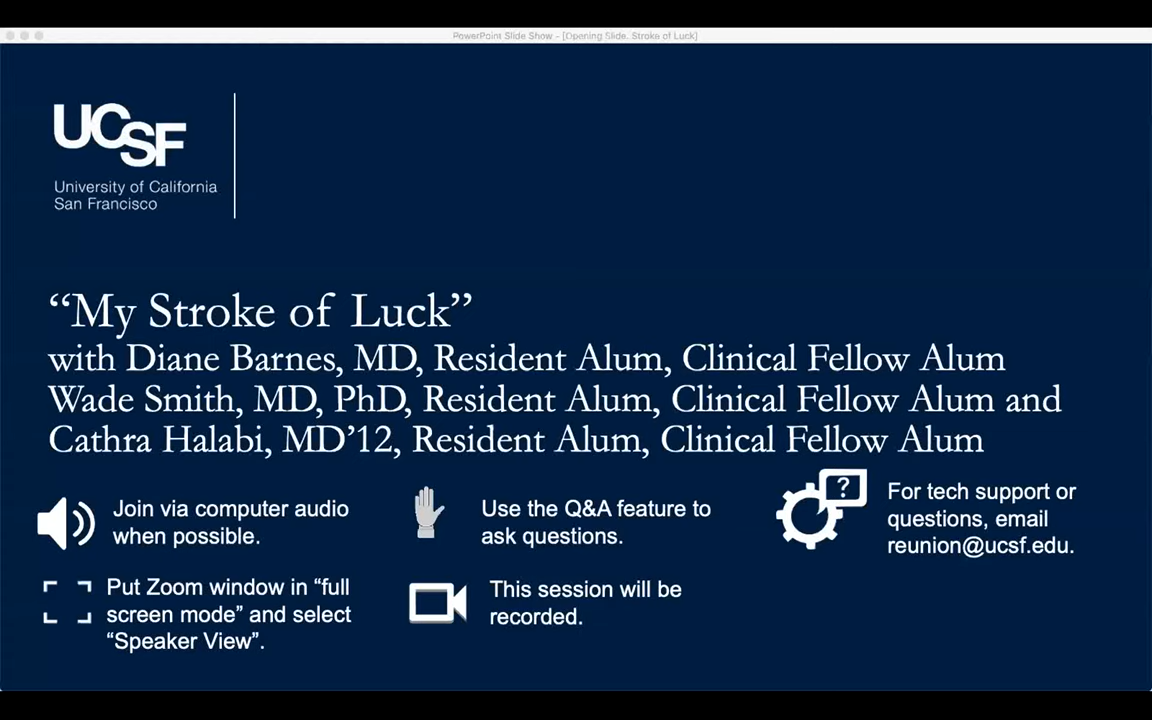 PowerPoint Slide Show - [Opening Slide. Stroke of Luck]
UCSF
University of California
San Francisco
“My Stroke of Luck”
with Diane Barnes, MD, Resident Alum, Clinical Fellow Alum
Wade Smith, MD, PhD, Resident Alum, Clinical Fellow Alum and
Cathra Halabi, MD’12, Resident Alum, Clinical Fellow Alum
Join via computer audio
when possible.
Use the Q&A feature to
ask questions.
?
For tech support or
questions, email
reunion@ucsf.edu.
Put Zoom window in “full
screen mode” and select
“Speaker View”.
This session will be
recorded.